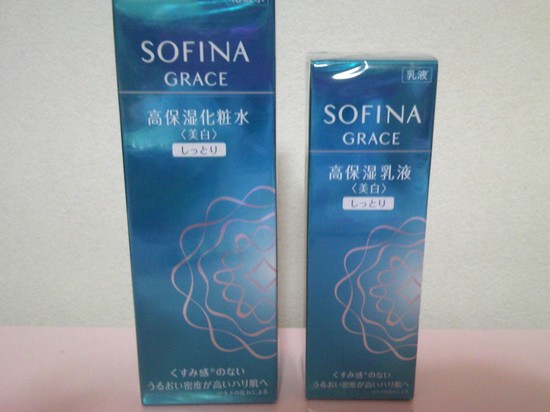 SOFINA
GRACE
高保湿化粧水
〈美白〉
しっとり
くすみ感*のない
うるおい密度が高いハリ肌へ
乳液
SOFINA
GRACE
高保湿乳液
〈美白〉
しっとり
くすみ感*のない
うるおい密度が高いハリ肌へ